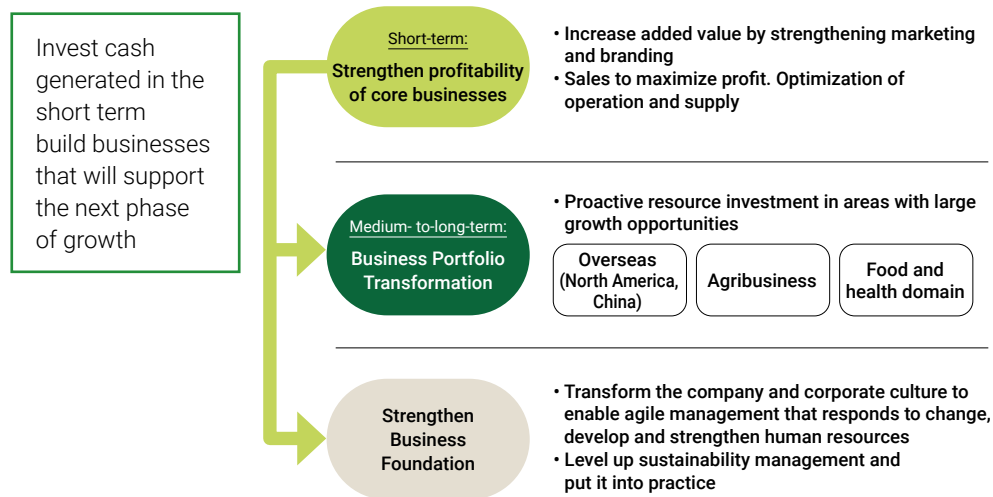 Invest cash
generated in the
short term
build businesses
that will support
the next phase
of growth
Short-term:
Strengthen profitability
of core businesses
• Increase added value by strengthening marketing
and branding
• Sales to maximize profit. Optimization of
operation and supply
Medium- to-long-term:
Business Portfolio
Transformation
• Proactive resource investment in areas with large
growth opportunities
Overseas
(North America,
China)
Agribusiness
Food and
health domain
Strengthen
Business
Foundation
• Transform the company and corporate culture to
enable agile management that responds to change,
develop and strengthen human resources
• Level up sustainability management and
put it into practice